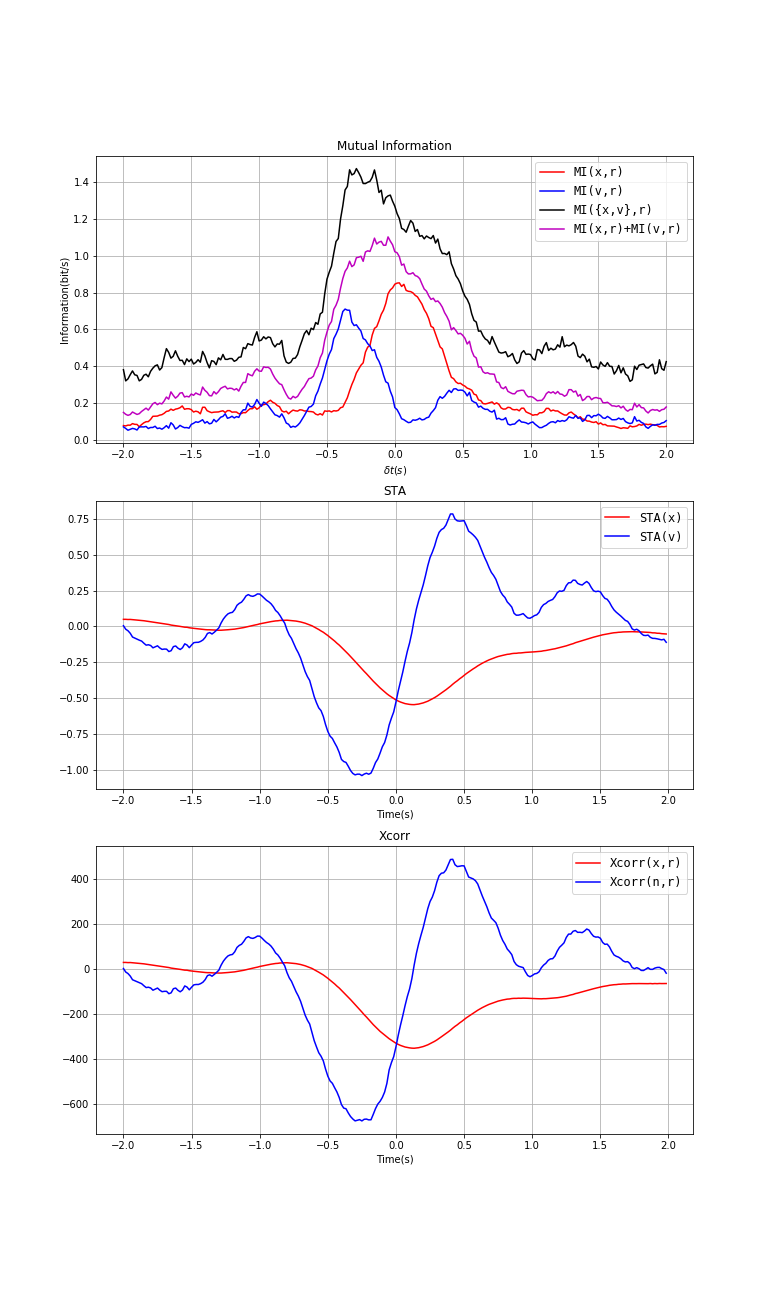 Mutual Information
1.4
1.2
1.0
0.8
0.6
0.4
0.2
0.0
Information(bit/s)
MI(x,r)
MI(v,r)
MI({x,v},r)
MI(x,r)+MI(v,r)
−2.0 −1.5 −1.0 −0.5 0.0 0.5 1.0 1.5 2.0
δt(s)
STA
0.75
0.50
0.25
0.00
−0.25
−0.50
−0.75
−1.00
STA(x)
STA(v)
−2.0 −1.5 −1.0 −0.5 0.0 0.5 1.0 1.5 2.0
Time(s)
Xcorr
400
200
0
−200
−400
−600
Xcorr(x,r)
Xcorr(n,r)
−2.0 −1.5 −1.0 −0.5 0.0 0.5 1.0 1.5 2.0
Time(s)